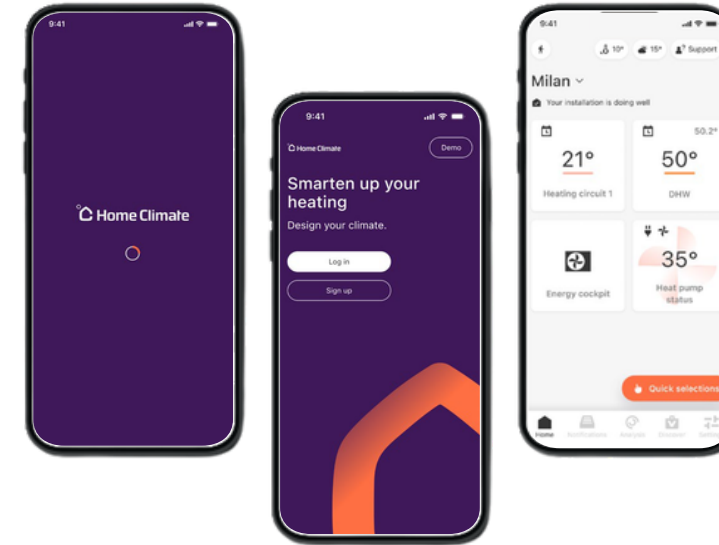 9:41
Home Climate
9:41
Home Climate
Demo
Smarten up your
heating
Design your climate.
Log in
Sign up
9:41
10°
15°
Support
Milan
Your installation is doing well
50.2°
21°
50°
Heating circuit 1
DHW
35°
Energy cockpit
Heat pump
status
Quick selections
Home
Notifications
Analysis
Discover